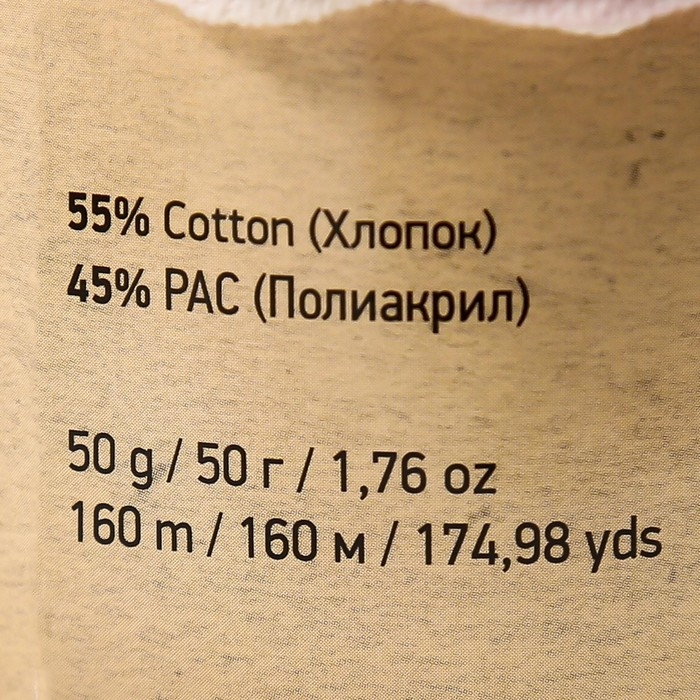 55% Cotton (Хлопок)
45% PAC (Полиакрил)
50 g / 50 г / 1,76 oz
160 m / 160 м / 174,98 yds